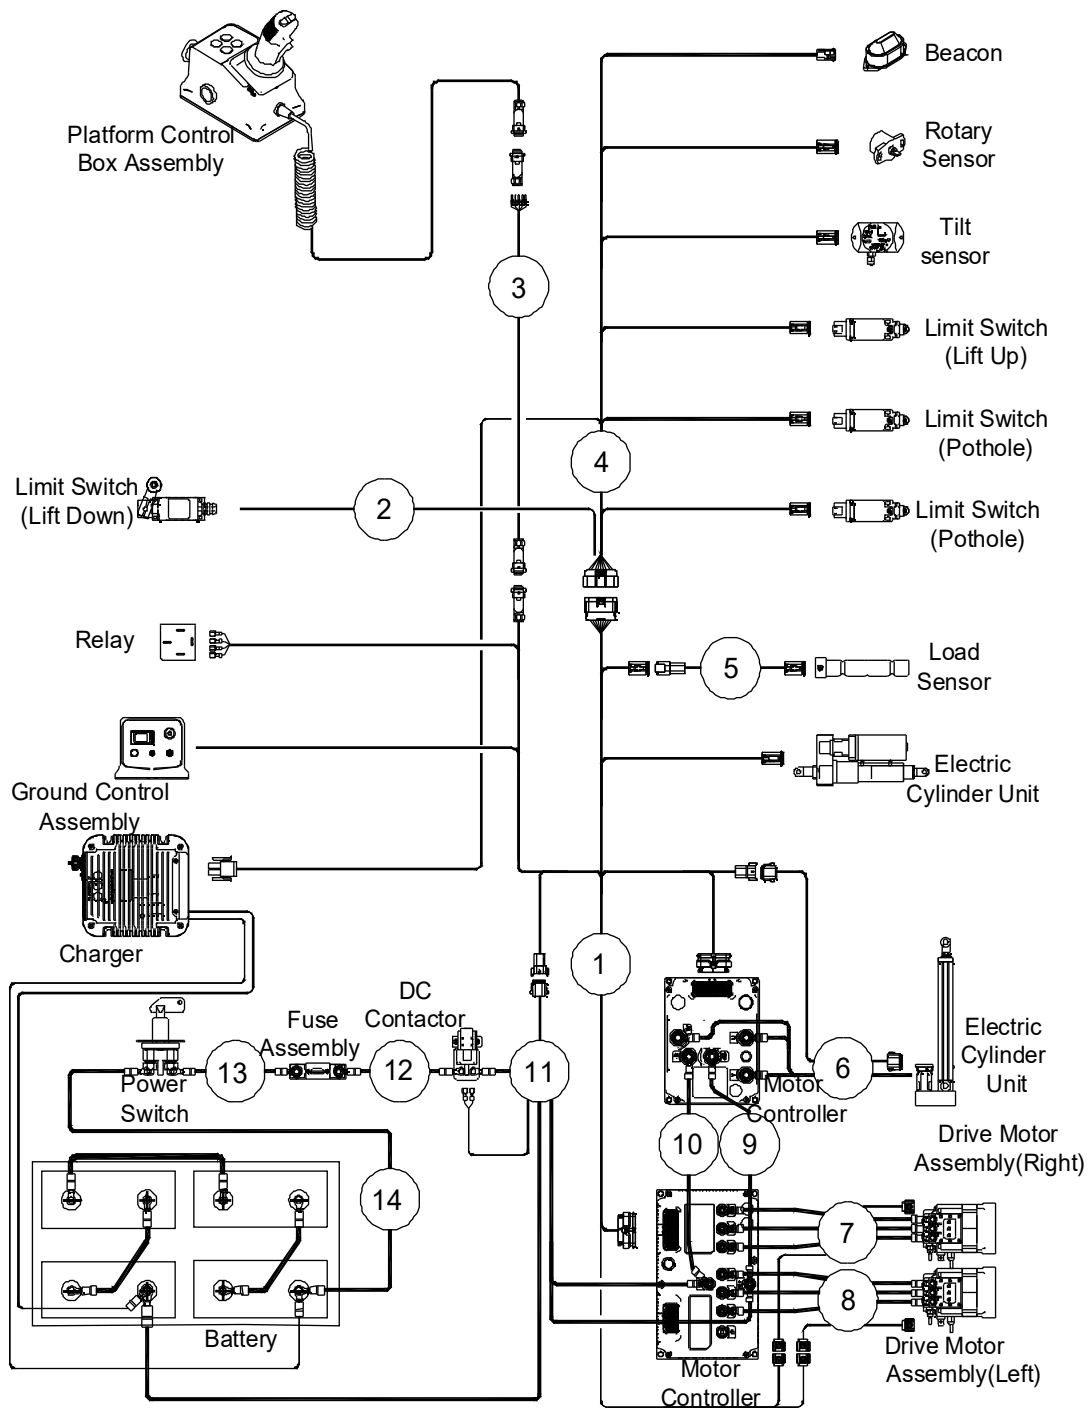 Beacon
Platform Control
Box Assembly
Rotary
Sensor
Tilt
sensor
3
Limit Switch
(Lift Up)
Limit Switch
(Pothole)
4
Limit Switch
(Lift Down)
2
Limit Switch
(Pothole)
Relay
5
Load
Sensor
Ground Control
Assembly
Electric
Cylinder Unit
Charger
1
DC
Contactor
Fuse
Assembly
Power
Switch
13
12
11
Motor
Controller
6
Electric
Cylinder
Unit
10
9
Drive Motor
Assembly(Right)
14
7
8
Battery
Drive Motor
Assembly(Left)
Motor
Controller